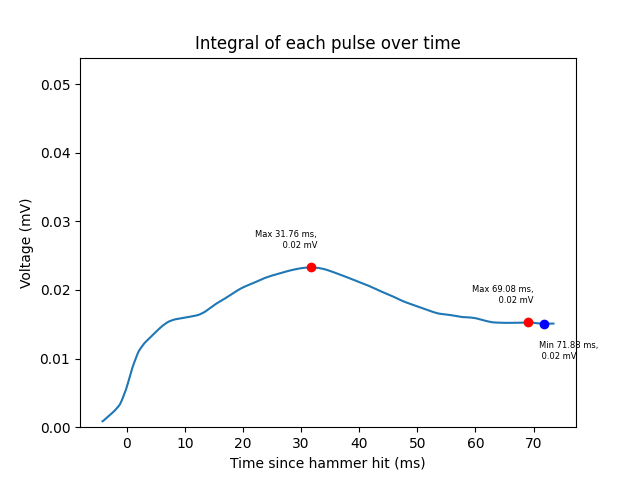 Integral of each pulse over time
Voltage (mV)
0.05
0.04
0.03
0.02
0.01
0.00
Max 31.76 ms,
0.02 mV
Max 69.08 ms,
0.02 mV
Min 71.88 ms,
0.02 mV
0
10
20
30
40
50
60
70
Time since hammer hit (ms)